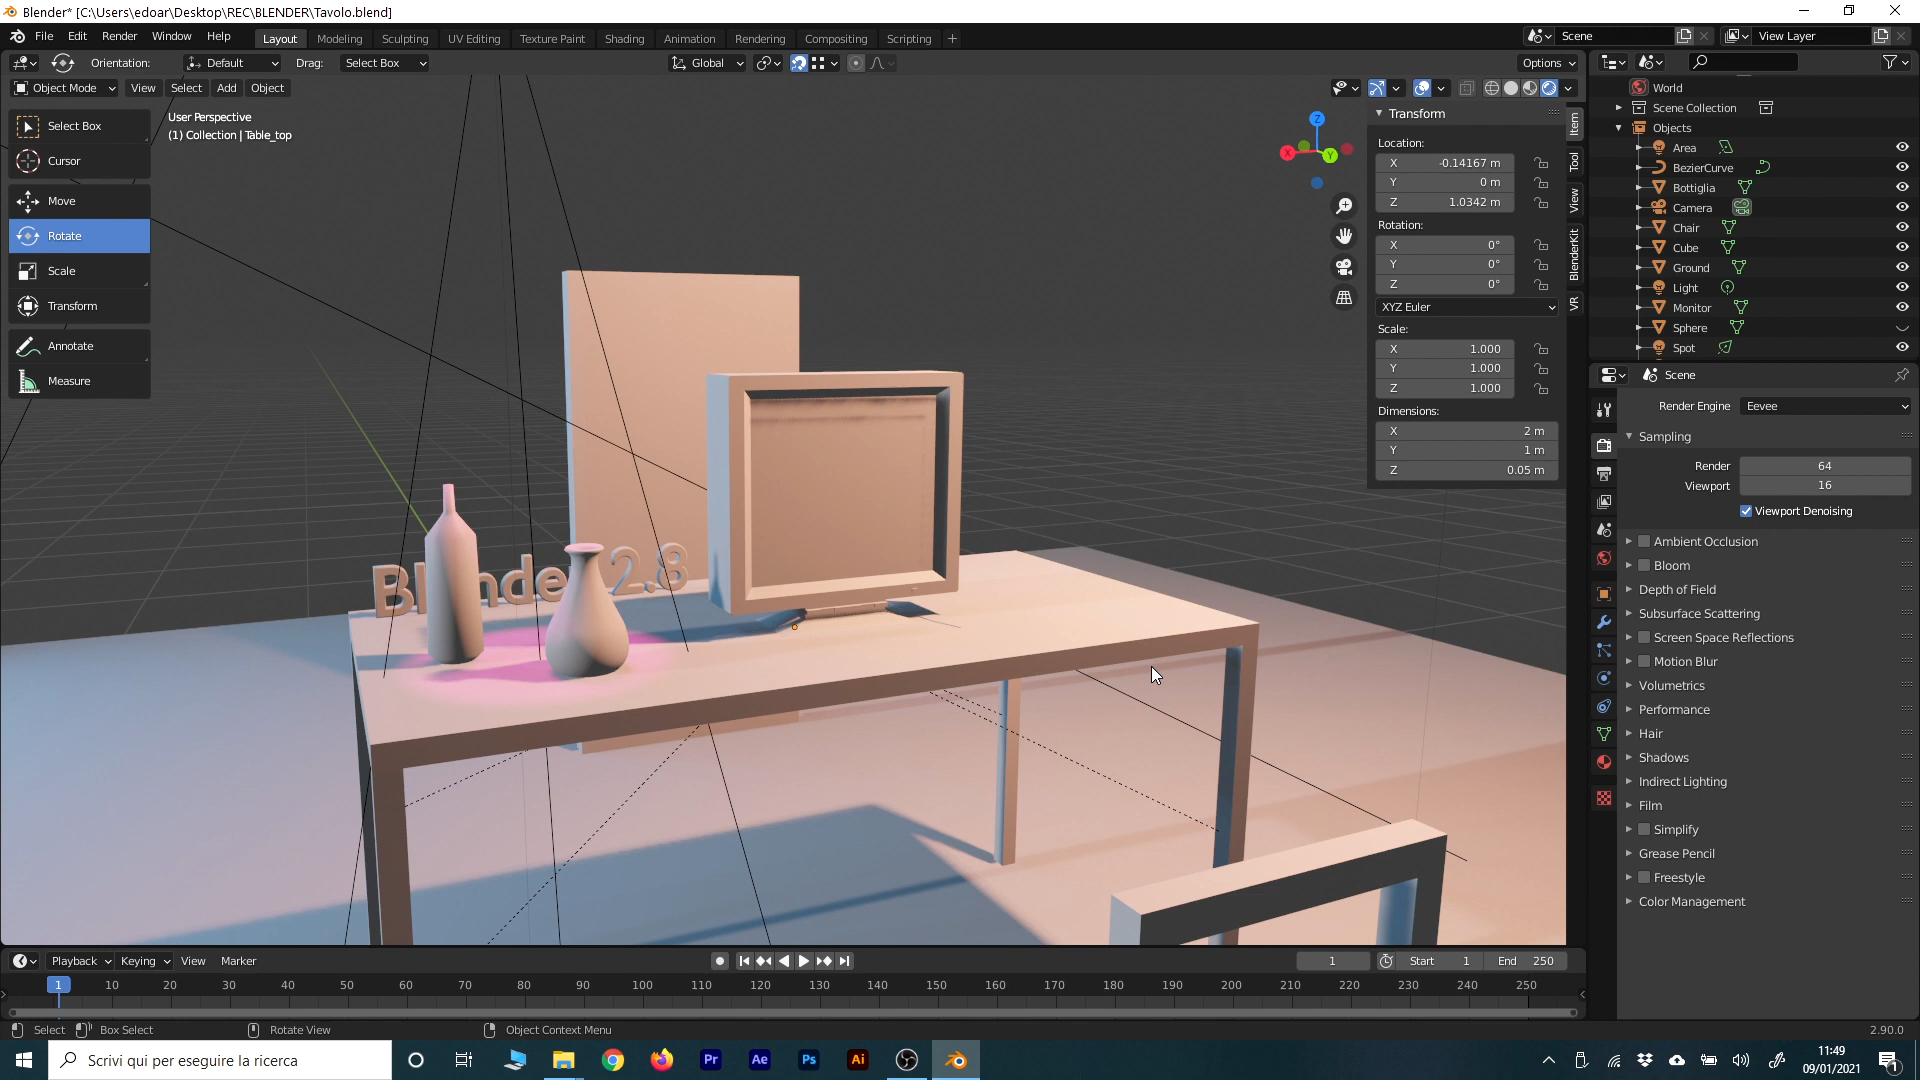 Blender* [C:\Users\edoar\Desktop\REC\BLENDER\Tavolo.blend]
File Edit Render Window Help Layout Modeling Sculpting UV Editing Texture Paint Shading Animation Rendering Compositing Scripting + Scene View Layer
Orientation: Default Drag: Select Box Global Options
Object Mode View Select Add Object
User Perspective
(1) Collection | Table_top
Select Box
Cursor
Move
Rotate
Scale
Transform
Annotate
Measure
Z
X
Y
Blender 2.8
Transform
Location:
X -0.14167 m
Y 0 m
Z 1.0342 m
Rotation:
X 0°
Y 0°
Z 0°
XYZ Euler
Scale:
X 1.000
Y 1.000
Z 1.000
Dimensions:
X 2 m
Y 1 m
Z 0.05 m
Item
Tool
View
BlenderKit
VR
World
Scene Collection
Objects
Area
BezierCurve
Bottiglia
Camera
Chair
Cube
Ground
Light
Monitor
Sphere
Spot
Scene
Render Engine Eevee
Sampling
Render 64
Viewport 16
Viewport Denoising
Ambient Occlusion
Bloom
Depth of Field
Subsurface Scattering
Screen Space Reflections
Motion Blur
Volumetrics
Performance
Hair
Shadows
Indirect Lighting
Film
Simplify
Grease Pencil
Freestyle
Color Management
Playback Keying View Marker 1 Start 1 End 250
1 10 20 30 40 50 60 70 80 90 100 110 120 130 140 150 160 170 180 190 200 210 220 230 240 250
Select Box Select Rotate View Object Context Menu 2.90.0
Scrivi qui per eseguire la ricerca Pr Ae Ps Ai
11:49
09/01/2021
1